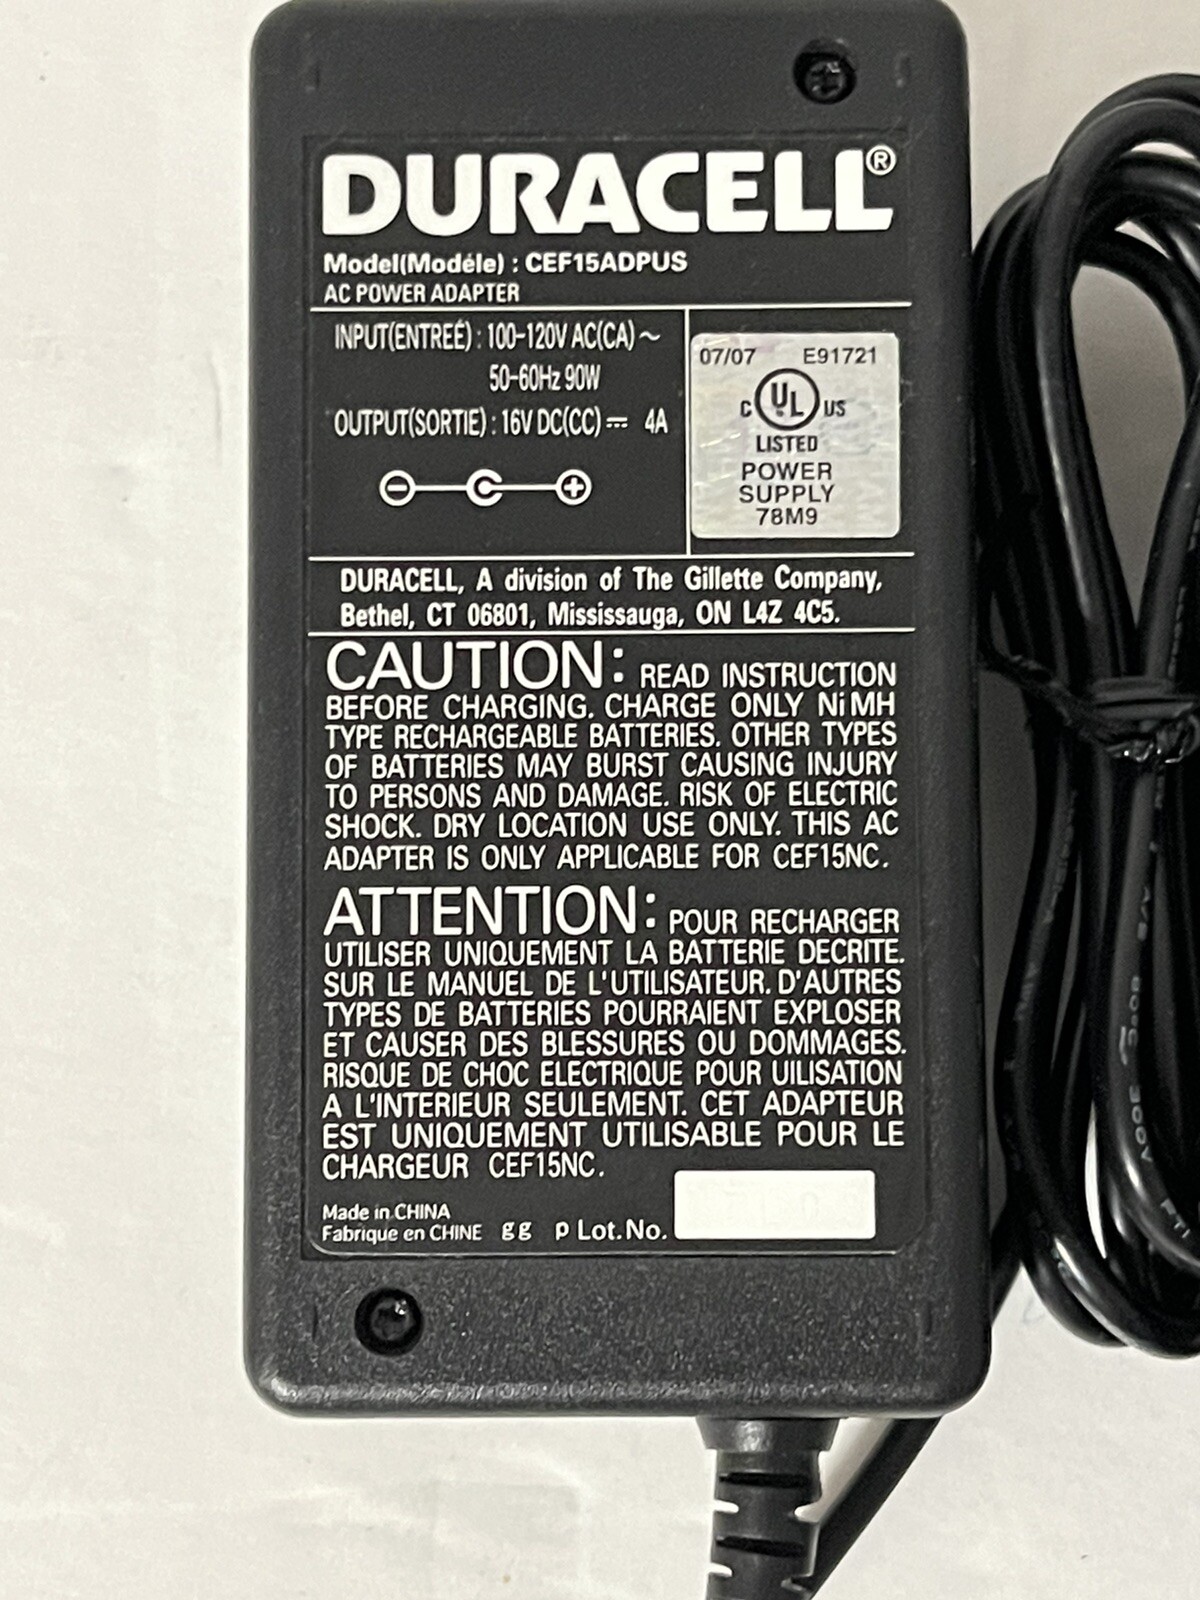 DURACELL®
Model(Modéle) : CEF15ADPUS
AC POWER ADAPTER
INPUT(ENTREÉ) : 100-120V AC(CA) ~
50-60Hz 90W
OUTPUT(SORTIE) : 16V DC(CC) ⎓ 4A
07/07 E91721
C UL US
LISTED
POWER
SUPPLY
78M9
DURACELL, A division of The Gillette Company,
Bethel, CT 06801, Mississauga, ON L4Z 4C5.
CAUTION: READ INSTRUCTION
BEFORE CHARGING. CHARGE ONLY NiMH
TYPE RECHARGEABLE BATTERIES. OTHER TYPES
OF BATTERIES MAY BURST CAUSING INJURY
TO PERSONS AND DAMAGE. RISK OF ELECTRIC
SHOCK. DRY LOCATION USE ONLY. THIS AC
ADAPTER IS ONLY APPLICABLE FOR CEF15NC.
ATTENTION: POUR RECHARGER
UTILISER UNIQUEMENT LA BATTERIE DECRITE.
SUR LE MANUEL DE L'UTILISATEUR. D'AUTRES
TYPES DE BATTERIES POURRAIENT EXPLOSER
ET CAUSER DES BLESSURES OU DOMMAGES.
RISQUE DE CHOC ELECTRIQUE POUR UILISATION
A L'INTERIEUR SEULEMENT. CET ADAPTEUR
EST UNIQUEMENT UTILISABLE POUR LE
CHARGEUR CEF15NC.
Made in CHINA
Fabrique en CHINE gg p Lot. No.
300V